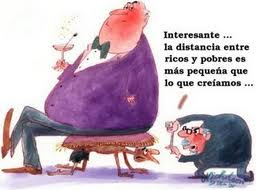 Interesante ...
la distancia entre
ricos y pobres es
más pequeña que
lo que creíamos ...